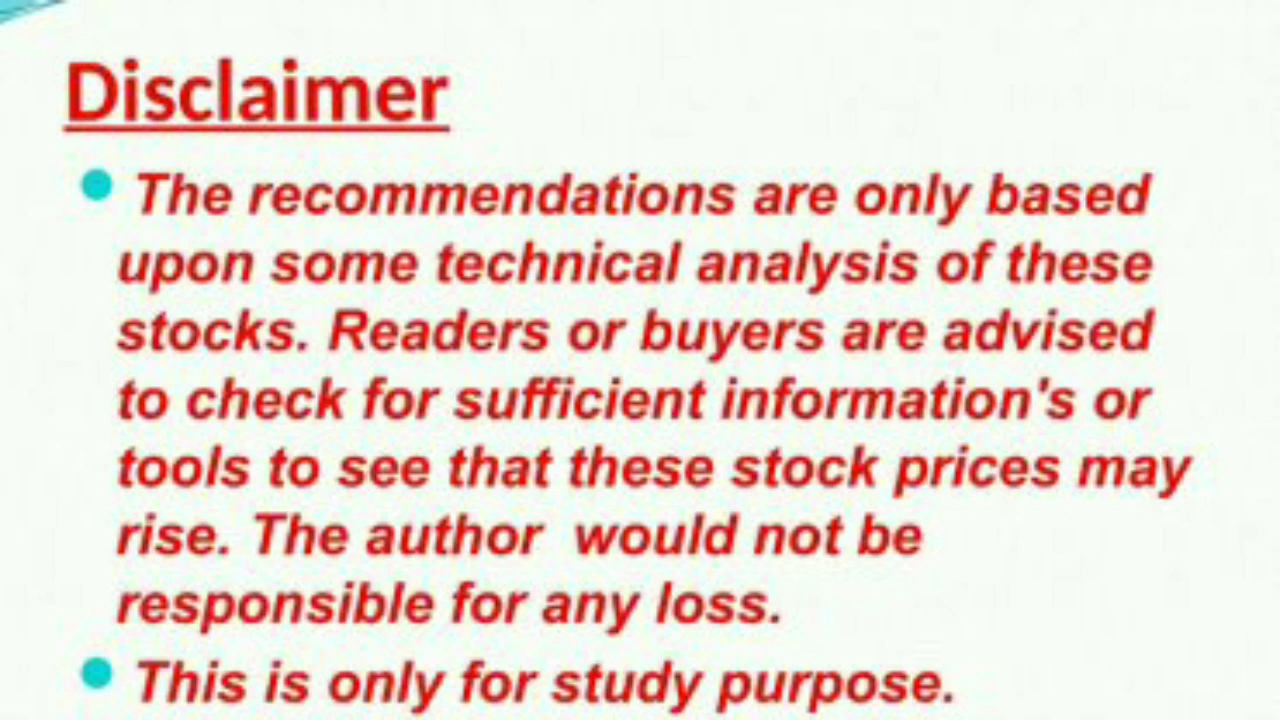 Disclaimer
The recommendations are only based
upon some technical analysis of these
stocks. Readers or buyers are advised
to check for sufficient information's or
tools to see that these stock prices may
rise. The author  would not be
responsible for any loss.
This is only for study purpose.